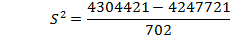 S² = (4304421 − 4247721) / 702